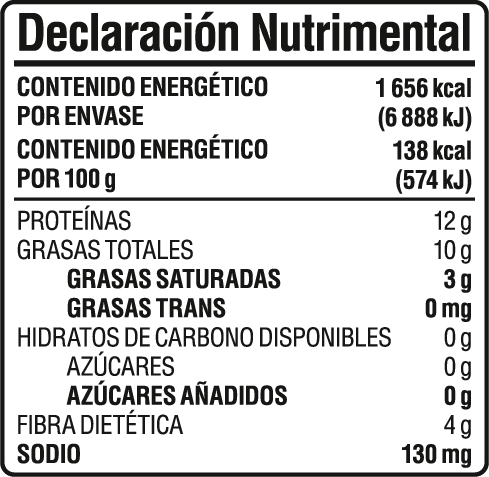 Declaración Nutrimental
CONTENIDO ENERGÉTICO 1 656 kcal
POR ENVASE (6 888 kJ)
CONTENIDO ENERGÉTICO 138 kcal
POR 100 g (574 kJ)
PROTEÍNAS 12 g
GRASAS TOTALES 10 g
GRASAS SATURADAS 3 g
GRASAS TRANS 0 mg
HIDRATOS DE CARBONO DISPONIBLES 0 g
AZÚCARES 0 g
AZÚCARES AÑADIDOS 0 g
FIBRA DIETÉTICA 4 g
SODIO 130 mg